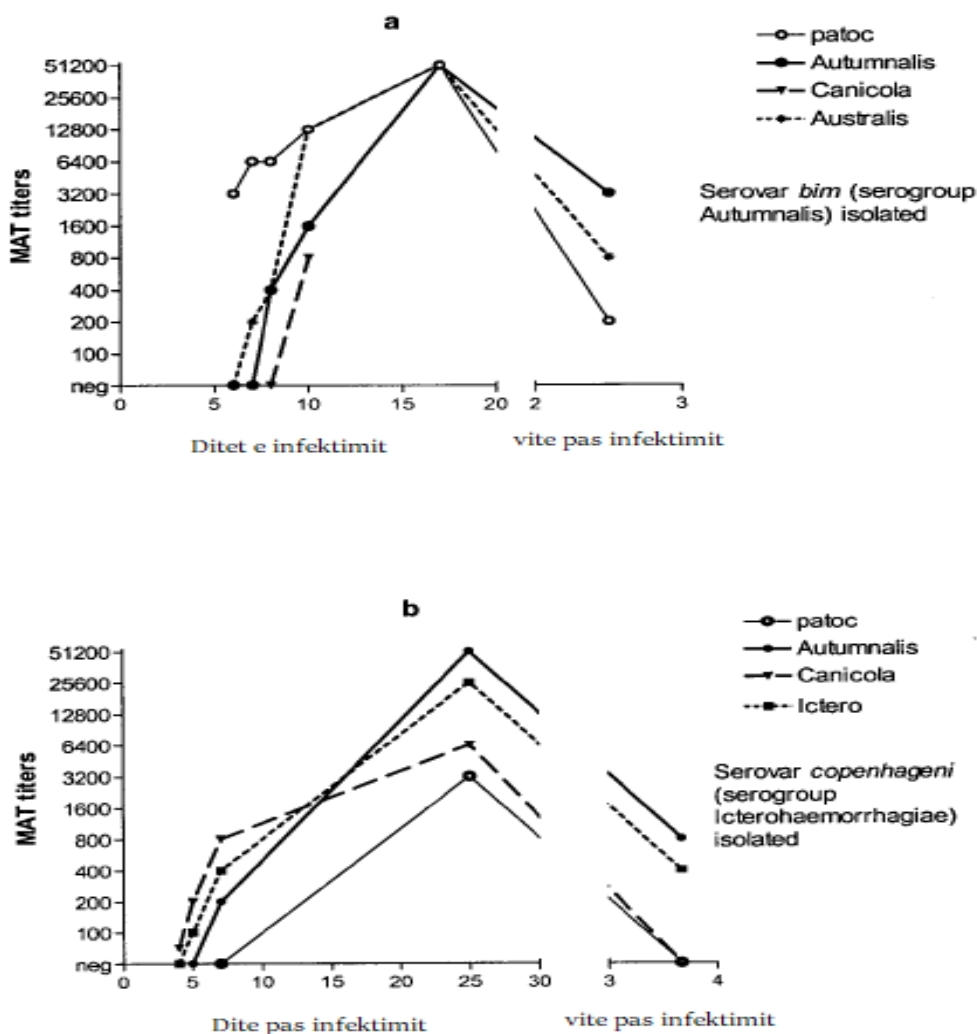 a
patoc
Autumnalis
Canicola
Australis
MAT titers
51200
25600
12800
6400
3200
1600
800
400
200
100
neg
0 5 10 15 20 2 3
Ditet e infektimit vite pas infektimit
Serovar bim (serogroup
Autumnalis) isolated
b
patoc
Autumnalis
Canicola
Ictero
MAT titers
51200
25600
12800
6400
3200
1600
800
400
200
100
neg
0 5 10 15 20 25 30 3 4
Dite pas infektimit vite pas infektimit
Serovar copenhageni
(serogroup
Icterohaemorrhagiae)
isolated